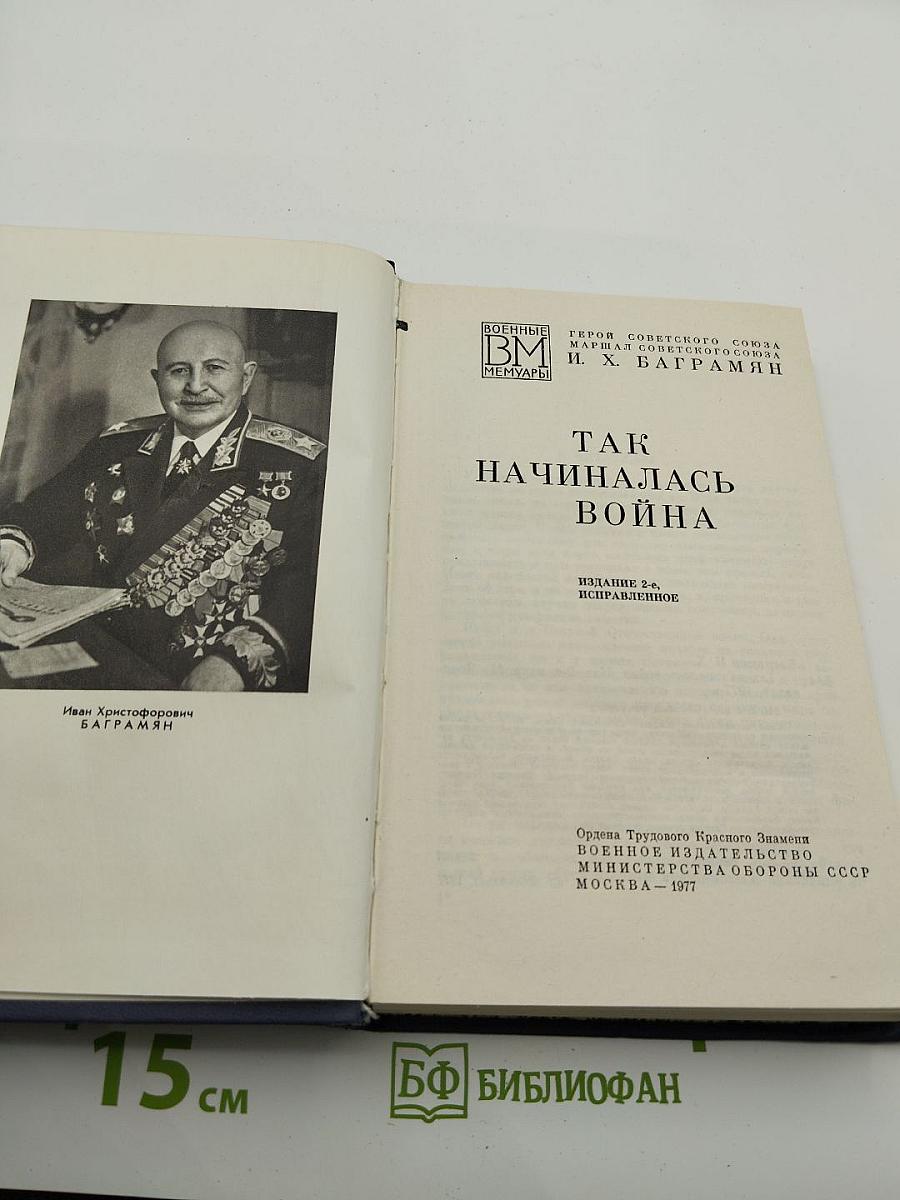 Иван Христофорович
БАГРАМЯН
ВОЕННЫЕ
ВМ
МЕМУАРЫ
ГЕРОЙ СОВЕТСКОГО СОЮЗА
МАРШАЛ СОВЕТСКОГО СОЮЗА
И. Х. БАГРАМЯН
ТАК
НАЧИНАЛАСЬ
ВОЙНА
ИЗДАНИЕ 2-е,
ИСПРАВЛЕННОЕ
Ордена Трудового Красного Знамени
ВОЕННОЕ ИЗДАТЕЛЬСТВО
МИНИСТЕРСТВА ОБОРОНЫ СССР
МОСКВА — 1977
15 см
БФ БИБЛИОФАН